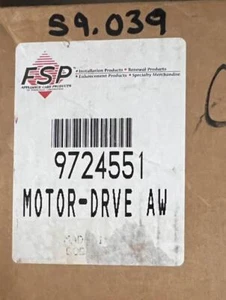 S9.039
FSP
APPLIANCE CARE PRODUCTS
• Installation Products • Renewal Products
• Enhancement Products • Specialty Merchandise
9724551
MOTOR-DRVE AW